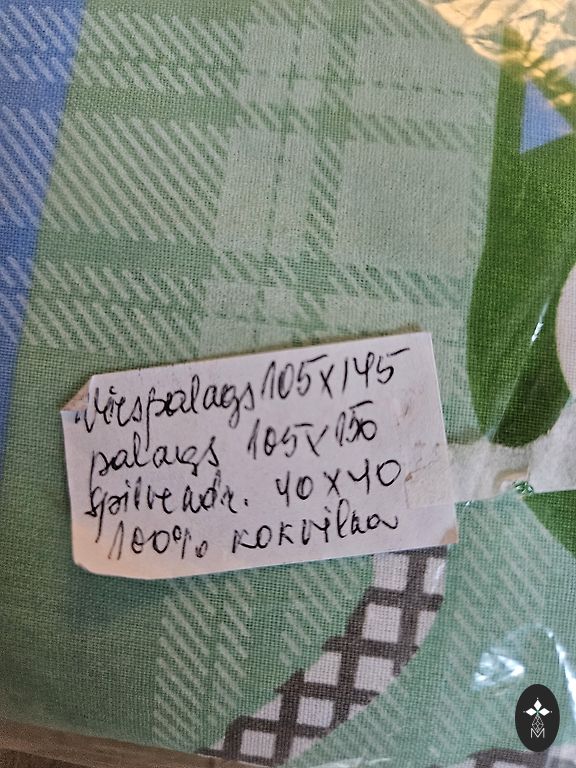 Virspalags 105x145
palags 105x150
spilvendr. 40x40
100% kokvilna
M